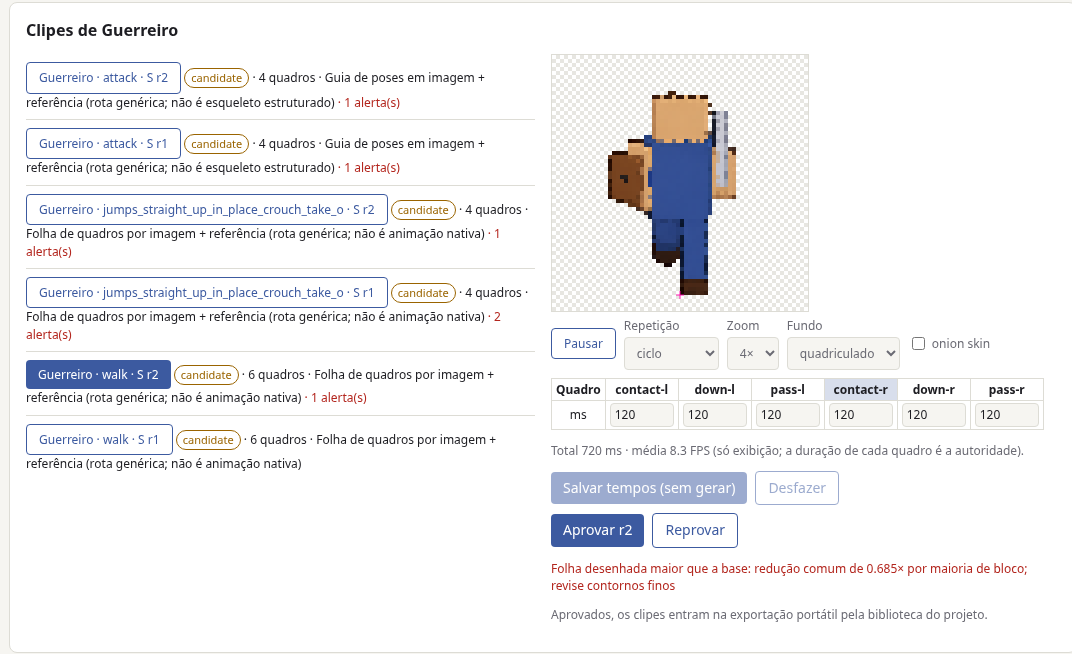 Clipes de Guerreiro
Guerreiro · attack · S r2 candidate · 4 quadros · Guia de poses em imagem +
referência (rota genérica; não é esqueleto estruturado) · 1 alerta(s)
Guerreiro · attack · S r1 candidate · 4 quadros · Guia de poses em imagem +
referência (rota genérica; não é esqueleto estruturado) · 1 alerta(s)
Guerreiro · jumps_straight_up_in_place_crouch_take_o · S r2 candidate · 4 quadros ·
Folha de quadros por imagem + referência (rota genérica; não é animação nativa) · 1
alerta(s)
Guerreiro · jumps_straight_up_in_place_crouch_take_o · S r1 candidate · 4 quadros ·
Folha de quadros por imagem + referência (rota genérica; não é animação nativa) · 2
alerta(s)
Guerreiro · walk · S r2 candidate · 6 quadros · Folha de quadros por imagem +
referência (rota genérica; não é animação nativa) · 1 alerta(s)
Guerreiro · walk · S r1 candidate · 6 quadros · Folha de quadros por imagem +
referência (rota genérica; não é animação nativa)
Repetição Zoom Fundo
Pausar ciclo 4× quadriculado onion skin
Quadro contact-l down-l pass-l contact-r down-r pass-r
ms 120 120 120 120 120 120
Total 720 ms · média 8.3 FPS (só exibição; a duração de cada quadro é a autoridade).
Salvar tempos (sem gerar) Desfazer
Aprovar r2 Reprovar
Folha desenhada maior que a base: redução comum de 0.685× por maioria de bloco;
revise contornos finos
Aprovados, os clipes entram na exportação portátil pela biblioteca do projeto.